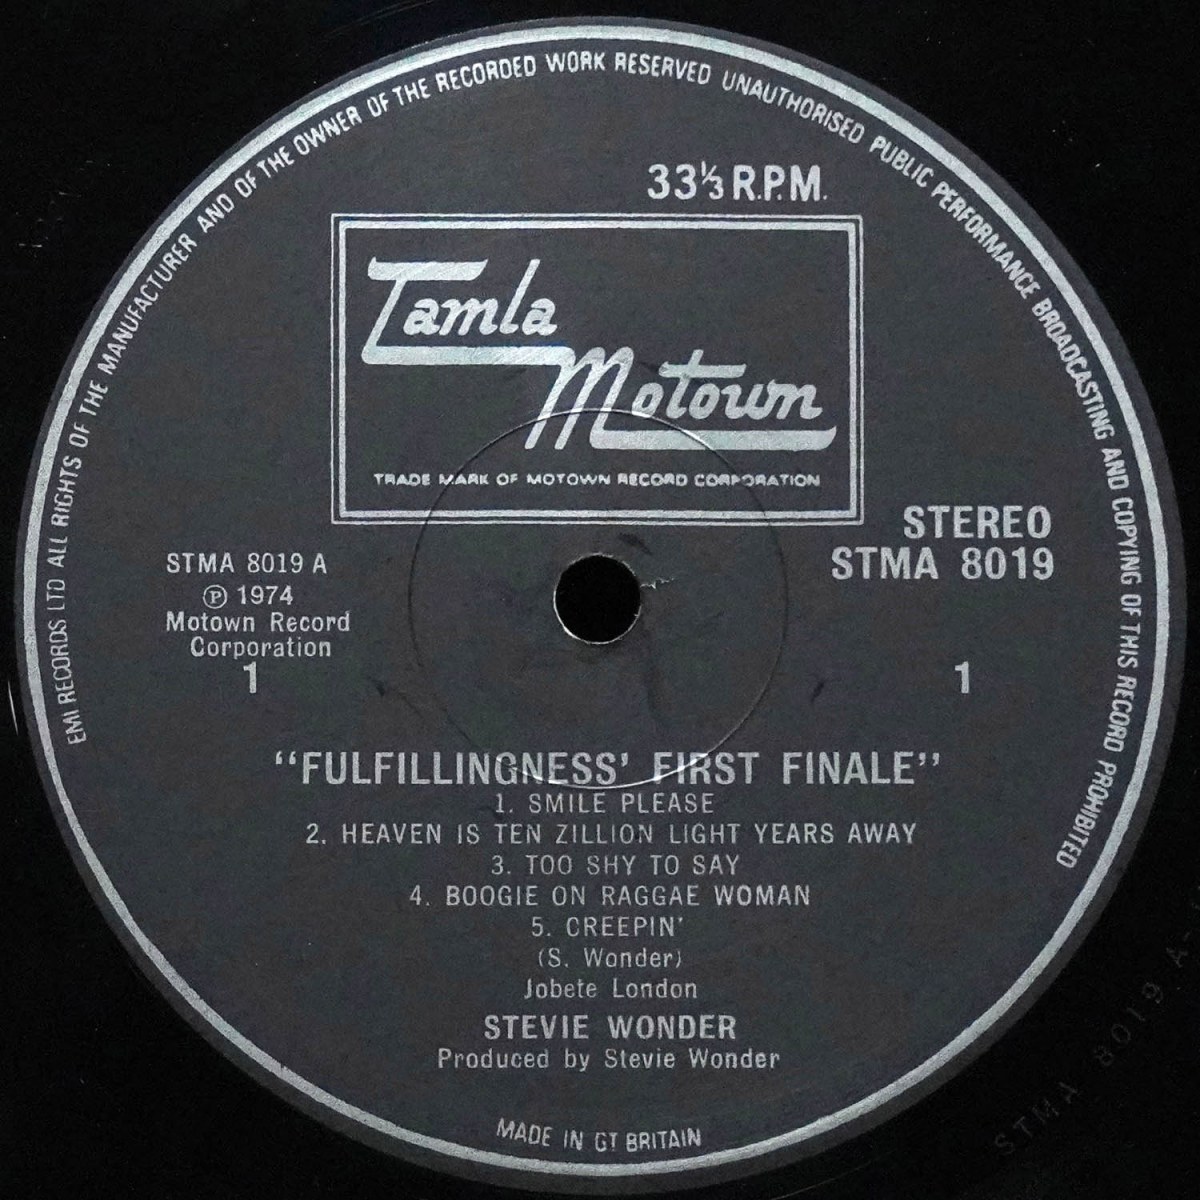 EMI RECORDS LTD ALL RIGHTS OF THE MANUFACTURER AND OF THE OWNER OF THE RECORDED WORK RESERVED UNAUTHORISED PUBLIC PERFORMANCE BROADCASTING AND COPYING OF THIS RECORD PROHIBITED
33⅓ R.P.M.
Tamla
Motown
TRADE MARK OF MOTOWN RECORD CORPORATION
STEREO
STMA 8019
STMA 8019 A
℗ 1974
Motown Record
Corporation
1
1
“FULFILLINGNESS’ FIRST FINALE”
1. SMILE PLEASE
2. HEAVEN IS TEN ZILLION LIGHT YEARS AWAY
3. TOO SHY TO SAY
4. BOOGIE ON RAGGAE WOMAN
5. CREEPIN’
(S. Wonder)
Jobete London
STEVIE WONDER
Produced by Stevie Wonder
MADE IN GT BRITAIN
STMA 8019 A-